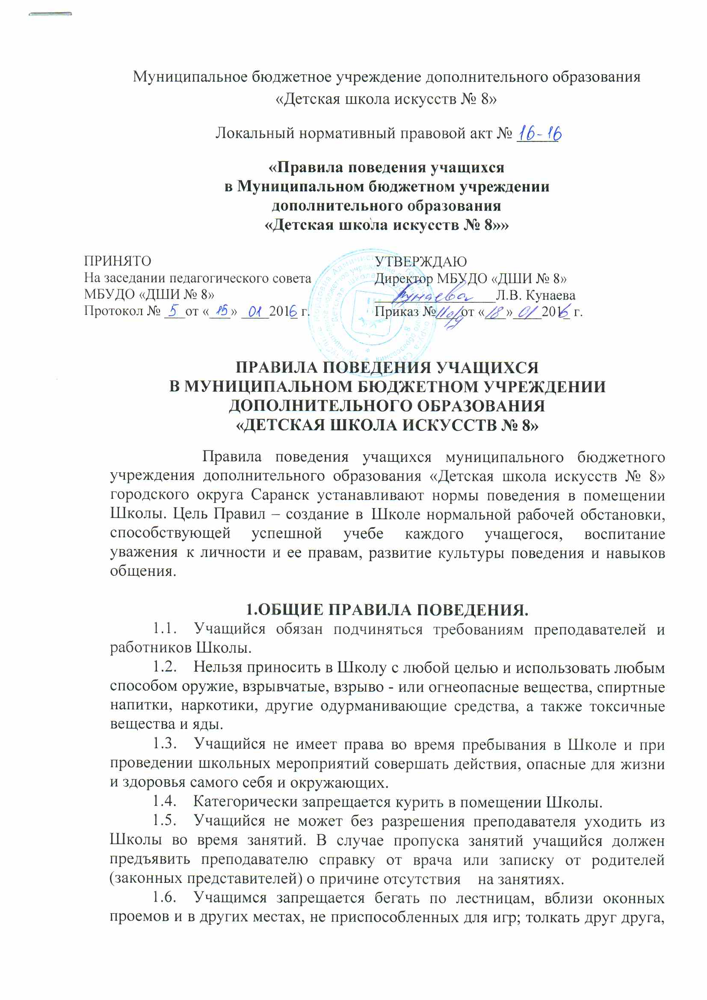 Муниципальное бюджетное учреждение дополнительного образования
«Детская школа искусств № 8»
Локальный нормативный правовой акт № 16-16
«Правила поведения учащихся
в Муниципальном бюджетном учреждении
дополнительного образования
«Детская школа искусств № 8»»
ПРИНЯТО
На заседании педагогического совета
МБУДО «ДШИ № 8»
Протокол № 5 от «15» 01 2016 г.
УТВЕРЖДАЮ
Директор МБУДО «ДШИ № 8»
Кунаева Л.В. Кунаева
Приказ № 11 о/д от «18» 01 2016 г.
ПРАВИЛА ПОВЕДЕНИЯ УЧАЩИХСЯ
В МУНИЦИПАЛЬНОМ БЮДЖЕТНОМ УЧРЕЖДЕНИИ
ДОПОЛНИТЕЛЬНОГО ОБРАЗОВАНИЯ
«ДЕТСКАЯ ШКОЛА ИСКУССТВ № 8»
Правила поведения учащихся муниципального бюджетного
учреждения дополнительного образования «Детская школа искусств № 8»
городского округа Саранск устанавливают нормы поведения в помещении
Школы. Цель Правил – создание в Школе нормальной рабочей обстановки,
способствующей успешной учебе каждого учащегося, воспитание
уважения к личности и ее правам, развитие культуры поведения и навыков
общения.
1.ОБЩИЕ ПРАВИЛА ПОВЕДЕНИЯ.
1.1. Учащийся обязан подчиняться требованиям преподавателей и
работников Школы.
1.2. Нельзя приносить в Школу с любой целью и использовать любым
способом оружие, взрывчатые, взрыво - или огнеопасные вещества, спиртные
напитки, наркотики, другие одурманивающие средства, а также токсичные
вещества и яды.
1.3. Учащийся не имеет права во время пребывания в Школе и при
проведении школьных мероприятий совершать действия, опасные для жизни
и здоровья самого себя и окружающих.
1.4. Категорически запрещается курить в помещении Школы.
1.5. Учащийся не может без разрешения преподавателя уходить из
Школы во время занятий. В случае пропуска занятий учащийся должен
предъявить преподавателю справку от врача или записку от родителей
(законных представителей) о причине отсутствия на занятиях.
1.6. Учащимся запрещается бегать по лестницам, вблизи оконных
проемов и в других местах, не приспособленных для игр; толкать друг друга,